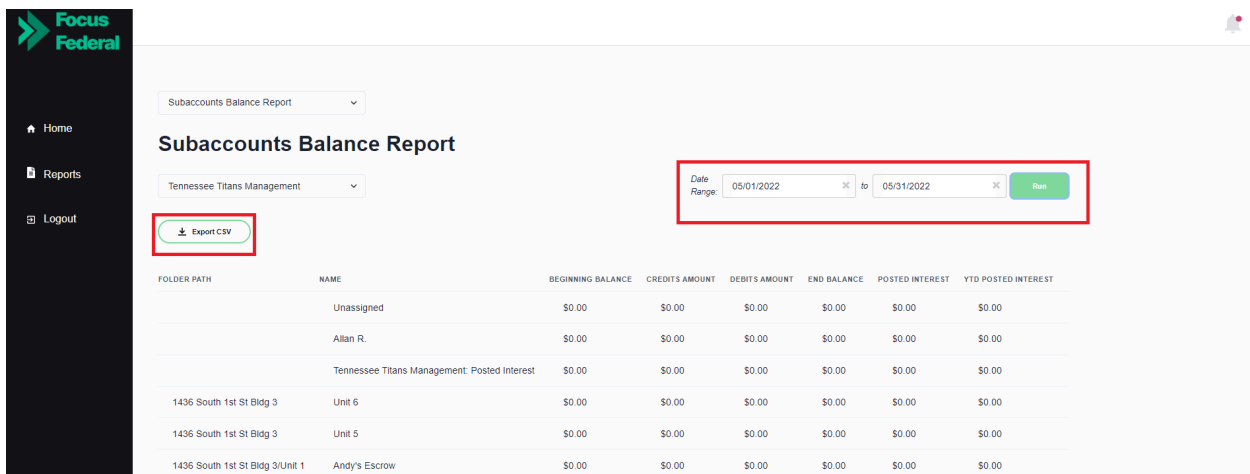 Focus
Federal
Subaccounts Balance Report
Home
Subaccounts Balance Report
Reports
Tennessee Titans Management
Date Range: 05/01/2022 to 05/31/2022 Run
Logout
Export CSV
FOLDER PATH NAME BEGINNING BALANCE CREDITS AMOUNT DEBITS AMOUNT END BALANCE POSTED INTEREST YTD POSTED INTEREST
Unassigned $0.00 $0.00 $0.00 $0.00 $0.00 $0.00
Allan R. $0.00 $0.00 $0.00 $0.00 $0.00 $0.00
Tennessee Titans Management: Posted Interest $0.00 $0.00 $0.00 $0.00 $0.00 $0.00
1436 South 1st St Bldg 3 Unit 6 $0.00 $0.00 $0.00 $0.00 $0.00 $0.00
1436 South 1st St Bldg 3 Unit 5 $0.00 $0.00 $0.00 $0.00 $0.00 $0.00
1436 South 1st St Bldg 3/Unit 1 Andy's Escrow $0.00 $0.00 $0.00 $0.00 $0.00 $0.00